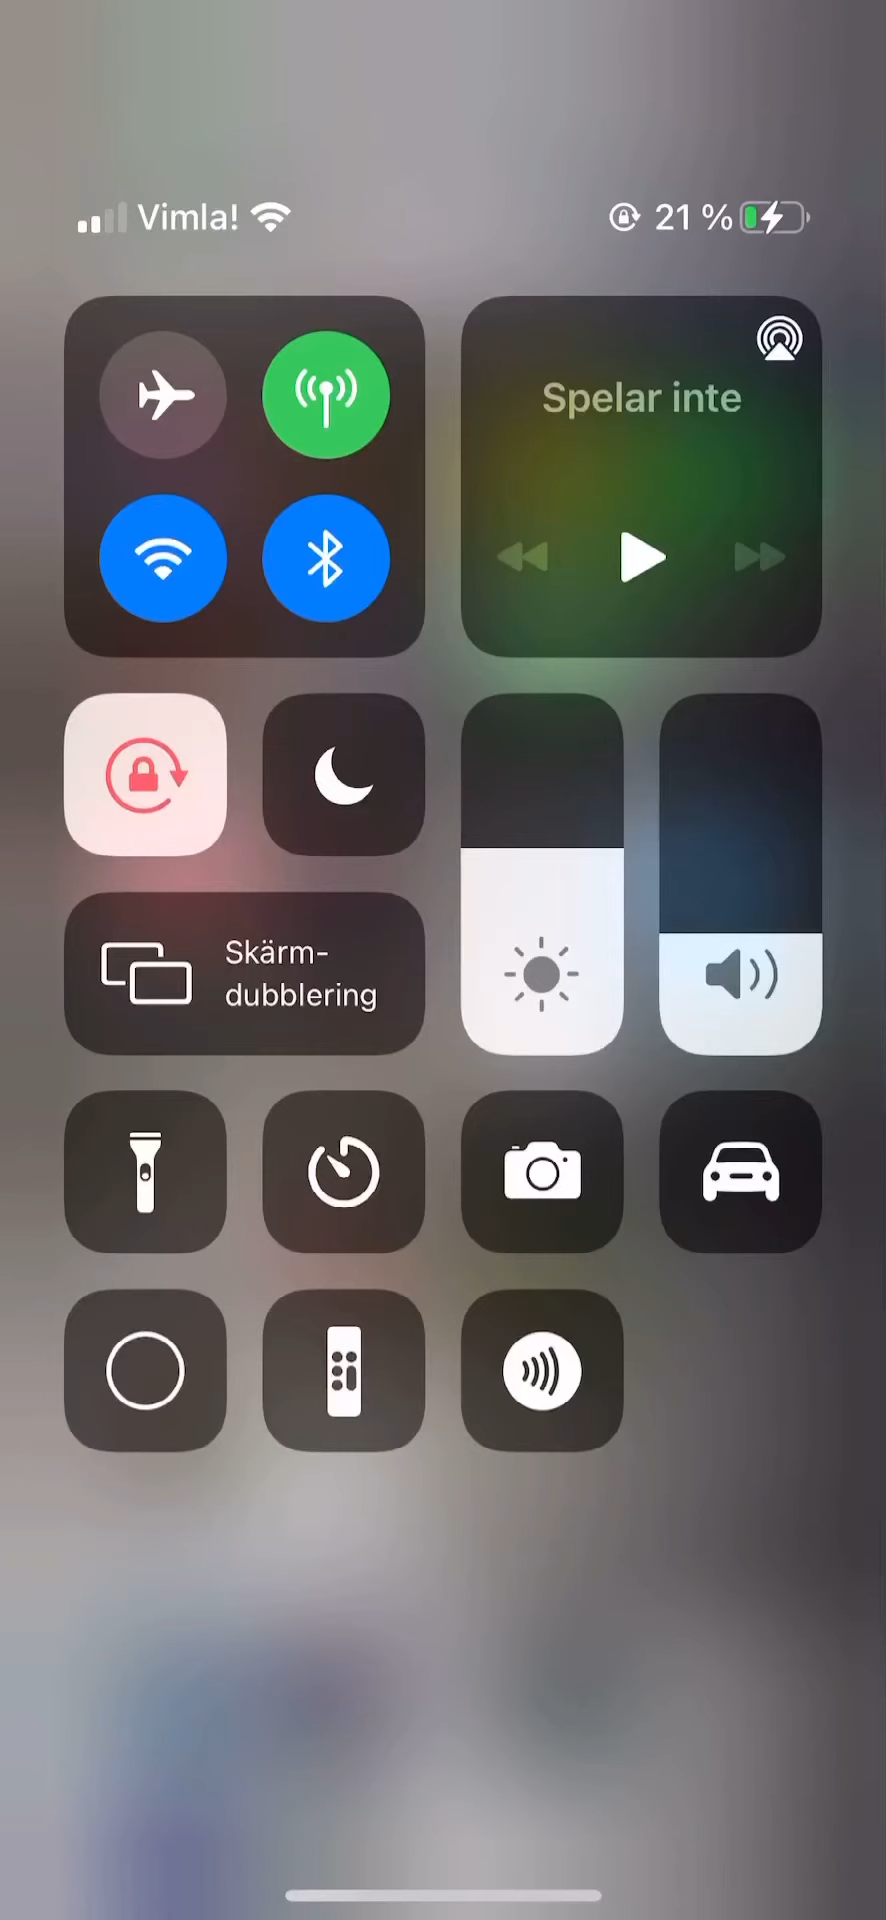 Vimla!
21 %
Spelar inte
Skärm-
dubblering